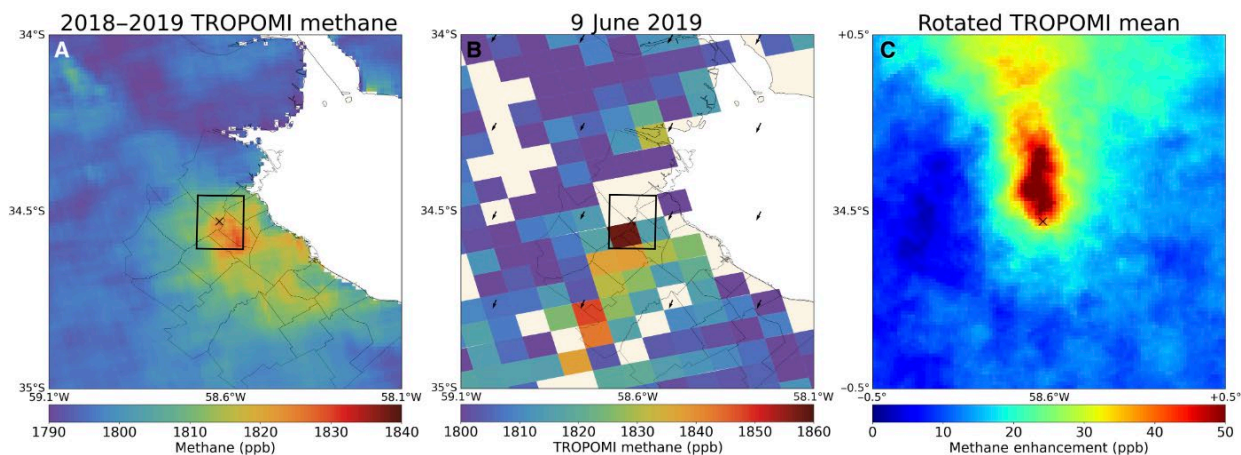 2018–2019 TROPOMI methane
9 June 2019
Rotated TROPOMI mean
A
B
C
34°S
34.5°S
35°S
59.1°W
58.6°W
58.1°W
1790
1800
1810
1820
1830
1840
Methane (ppb)
34°S
34.5°S
35°S
59.1°W
58.6°W
58.1°W
1800
1810
1820
1830
1840
1850
1860
TROPOMI methane (ppb)
+0.5°
34.5°S
−0.5°
−0.5°
58.6°W
+0.5°
0
10
20
30
40
50
Methane enhancement (ppb)